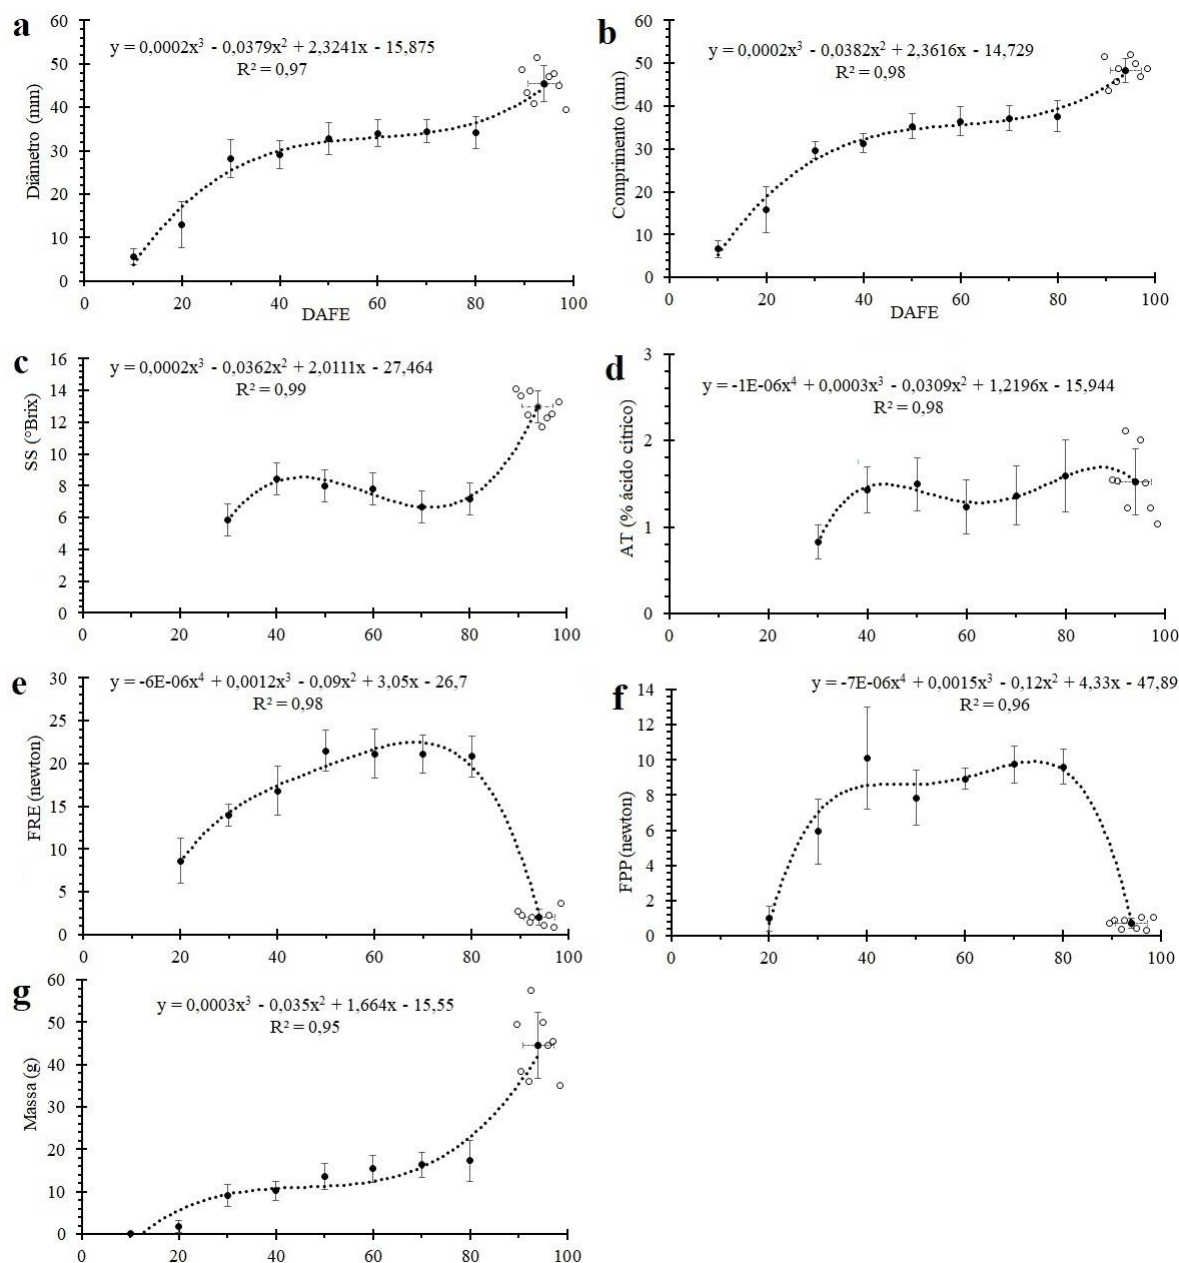 a
y = 0,0002x³ - 0,0379x² + 2,3241x - 15,875
R² = 0,97
Diâmetro (mm)
60
50
40
30
20
10
0
0 20 40 60 80 100
DAFE
b
y = 0,0002x³ - 0,0382x² + 2,3616x - 14,729
R² = 0,98
Comprimento (mm)
60
50
40
30
20
10
0
0 20 40 60 80 100
DAFE
c
y = 0,0002x³ - 0,0362x² + 2,0111x - 27,464
R² = 0,99
SS (°Brix)
16
14
12
10
8
6
4
2
0
0 20 40 60 80 100
d
y = -1E-06x⁴ + 0,0003x³ - 0,0309x² + 1,2196x - 15,944
R² = 0,98
AT (% ácido cítrico)
3
2
1
0
0 20 40 60 80 100
e
y = -6E-06x⁴ + 0,0012x³ - 0,09x² + 3,05x - 26,7
R² = 0,98
FRE (newton)
30
25
20
15
10
5
0
0 20 40 60 80 100
f
y = -7E-06x⁴ + 0,0015x³ - 0,12x² + 4,33x - 47,89
R² = 0,96
FPP (newton)
14
12
10
8
6
4
2
0
0 20 40 60 80 100
g
y = 0,0003x³ - 0,035x² + 1,664x - 15,55
R² = 0,95
Massa (g)
60
50
40
30
20
10
0
0 20 40 60 80 100